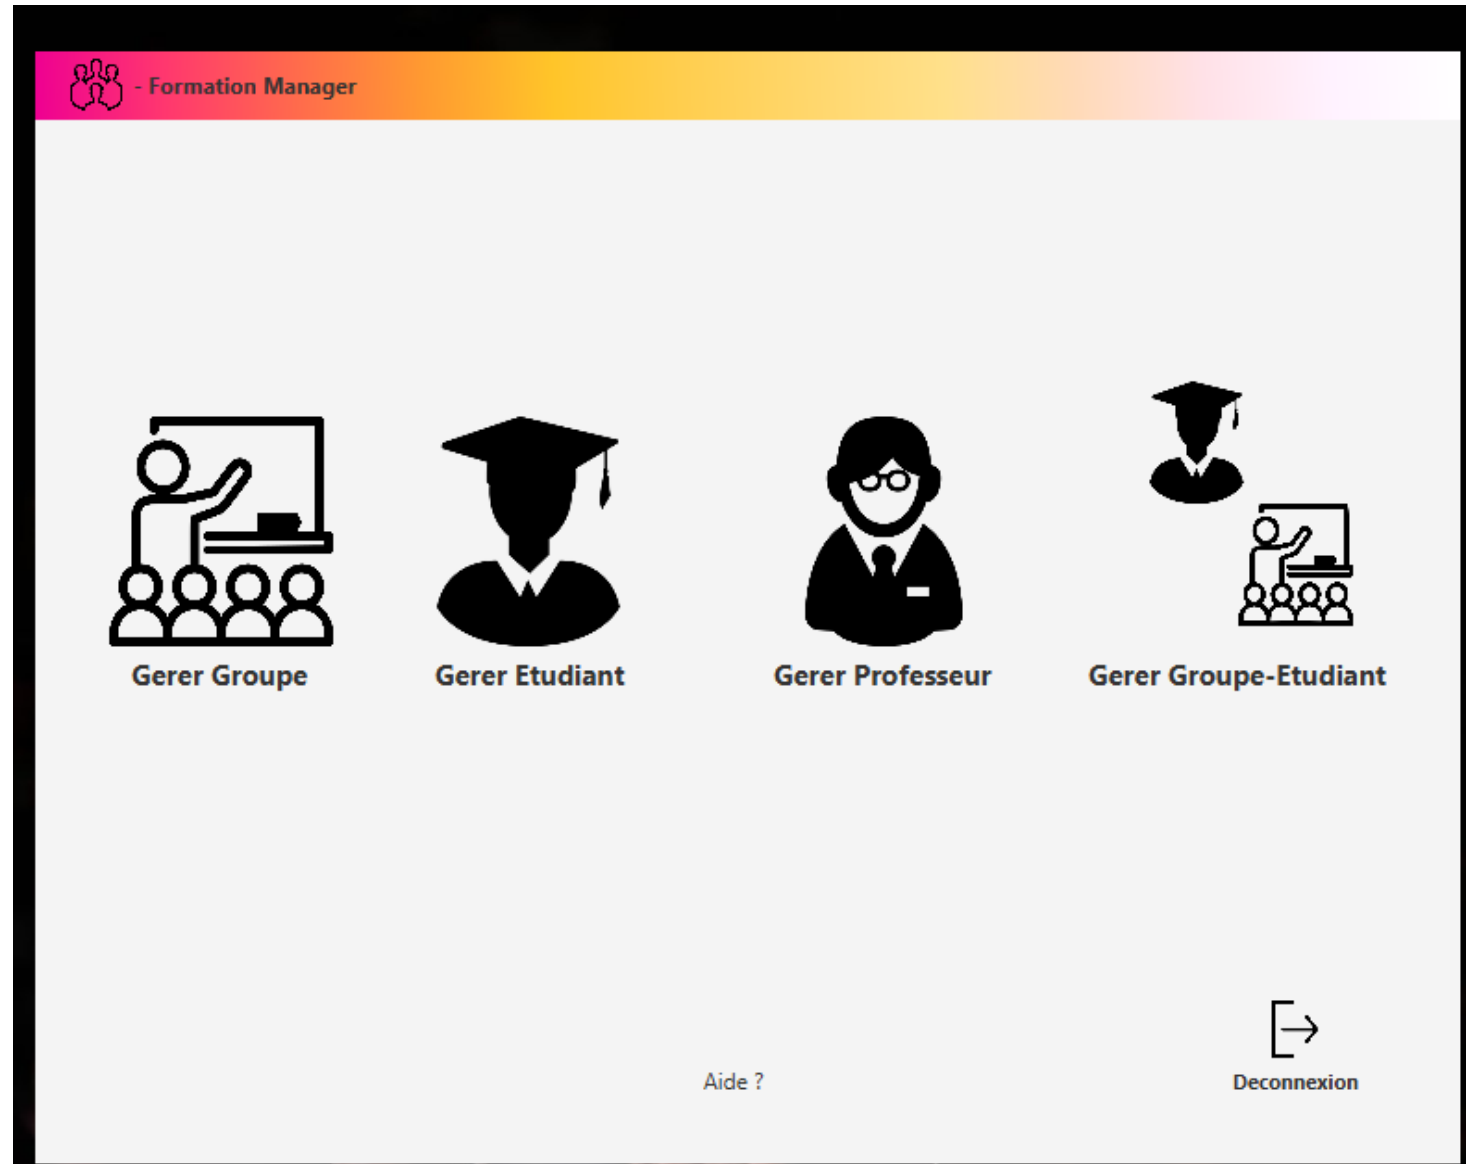 - Formation Manager
Gerer Groupe
Gerer Etudiant
Gerer Professeur
Gerer Groupe-Etudiant
Aide ?
Deconnexion